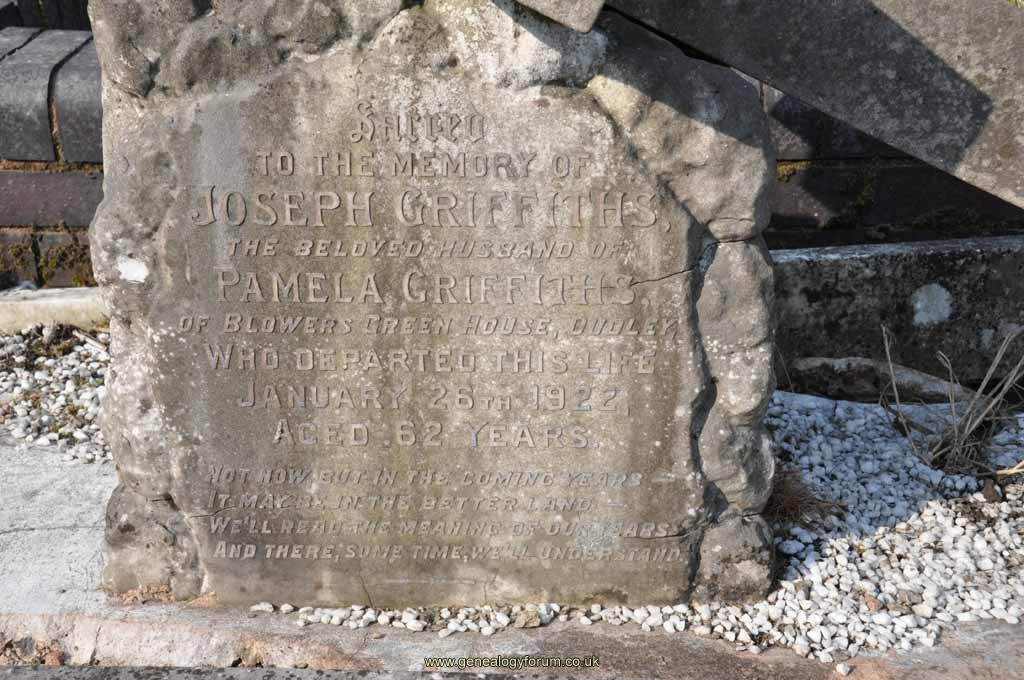 Sacred
TO THE MEMORY OF
JOSEPH GRIFFITHS,
THE BELOVED HUSBAND OF
PAMELA GRIFFITHS,
OF BLOWERS GREEN HOUSE, DUDLEY,
WHO DEPARTED THIS LIFE
JANUARY 26TH 1922,
AGED 62 YEARS.
NOT NOW, BUT IN THE COMING YEARS —
IT MAY BE IN THE BETTER LAND —
WE'LL READ THE MEANING OF OUR TEARS,
AND THERE, SOME TIME, WE'LL UNDERSTAND.
www.genealogyforum.co.uk